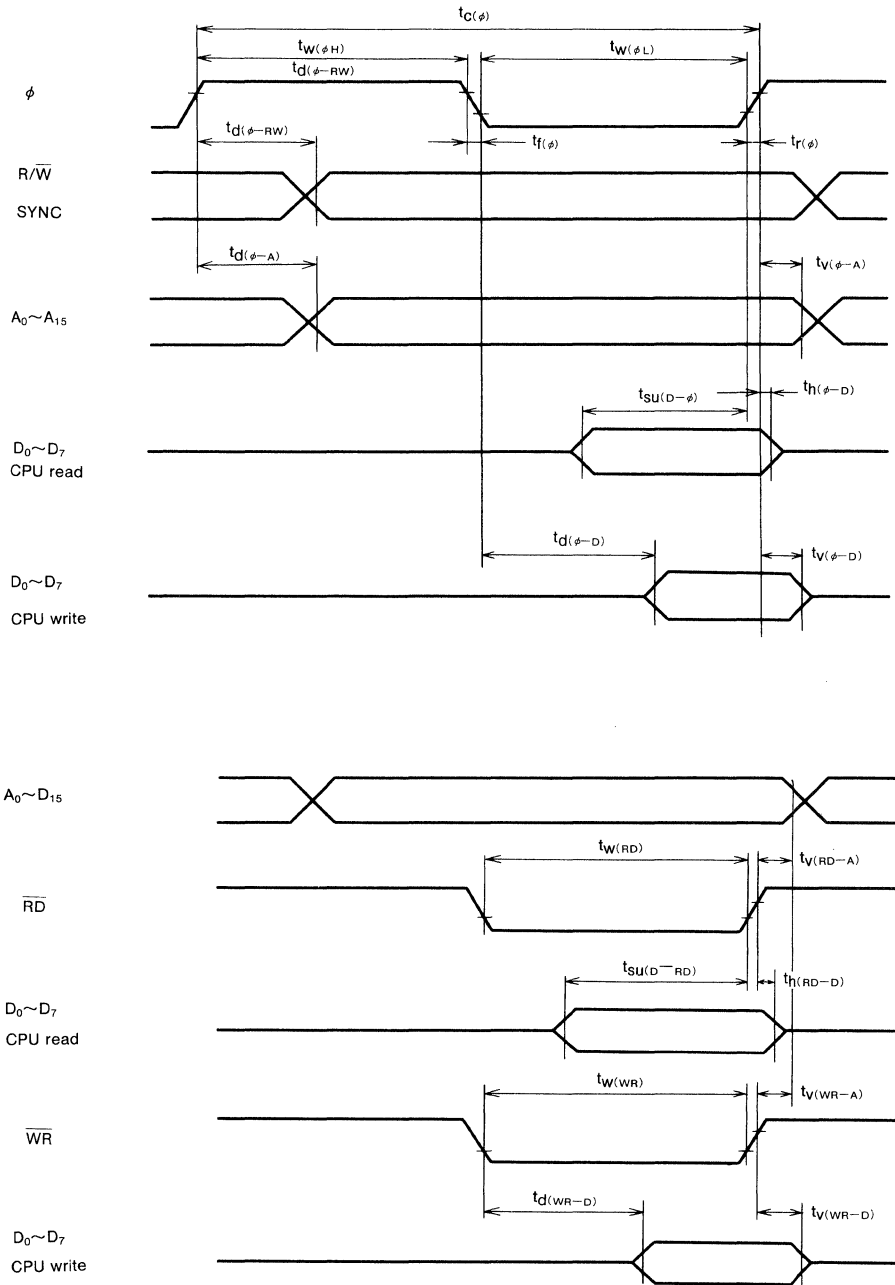 tc(φ)
tw(φH)
tw(φL)
td(φ–RW)
φ
td(φ–RW)
tf(φ)
tr(φ)
R/W̅
SYNC
td(φ–A)
tv(φ–A)
A₀~A₁₅
th(φ–D)
tsu(D–φ)
D₀~D₇
CPU read
td(φ–D)
tv(φ–D)
D₀~D₇
CPU write
A₀~D₁₅
tw(RD)
tv(RD–A)
R̅D̅
tsu(D–RD)
th(RD–D)
D₀~D₇
CPU read
tw(WR)
tv(WR–A)
W̅R̅
td(WR–D)
tv(WR–D)
D₀~D₇
CPU write